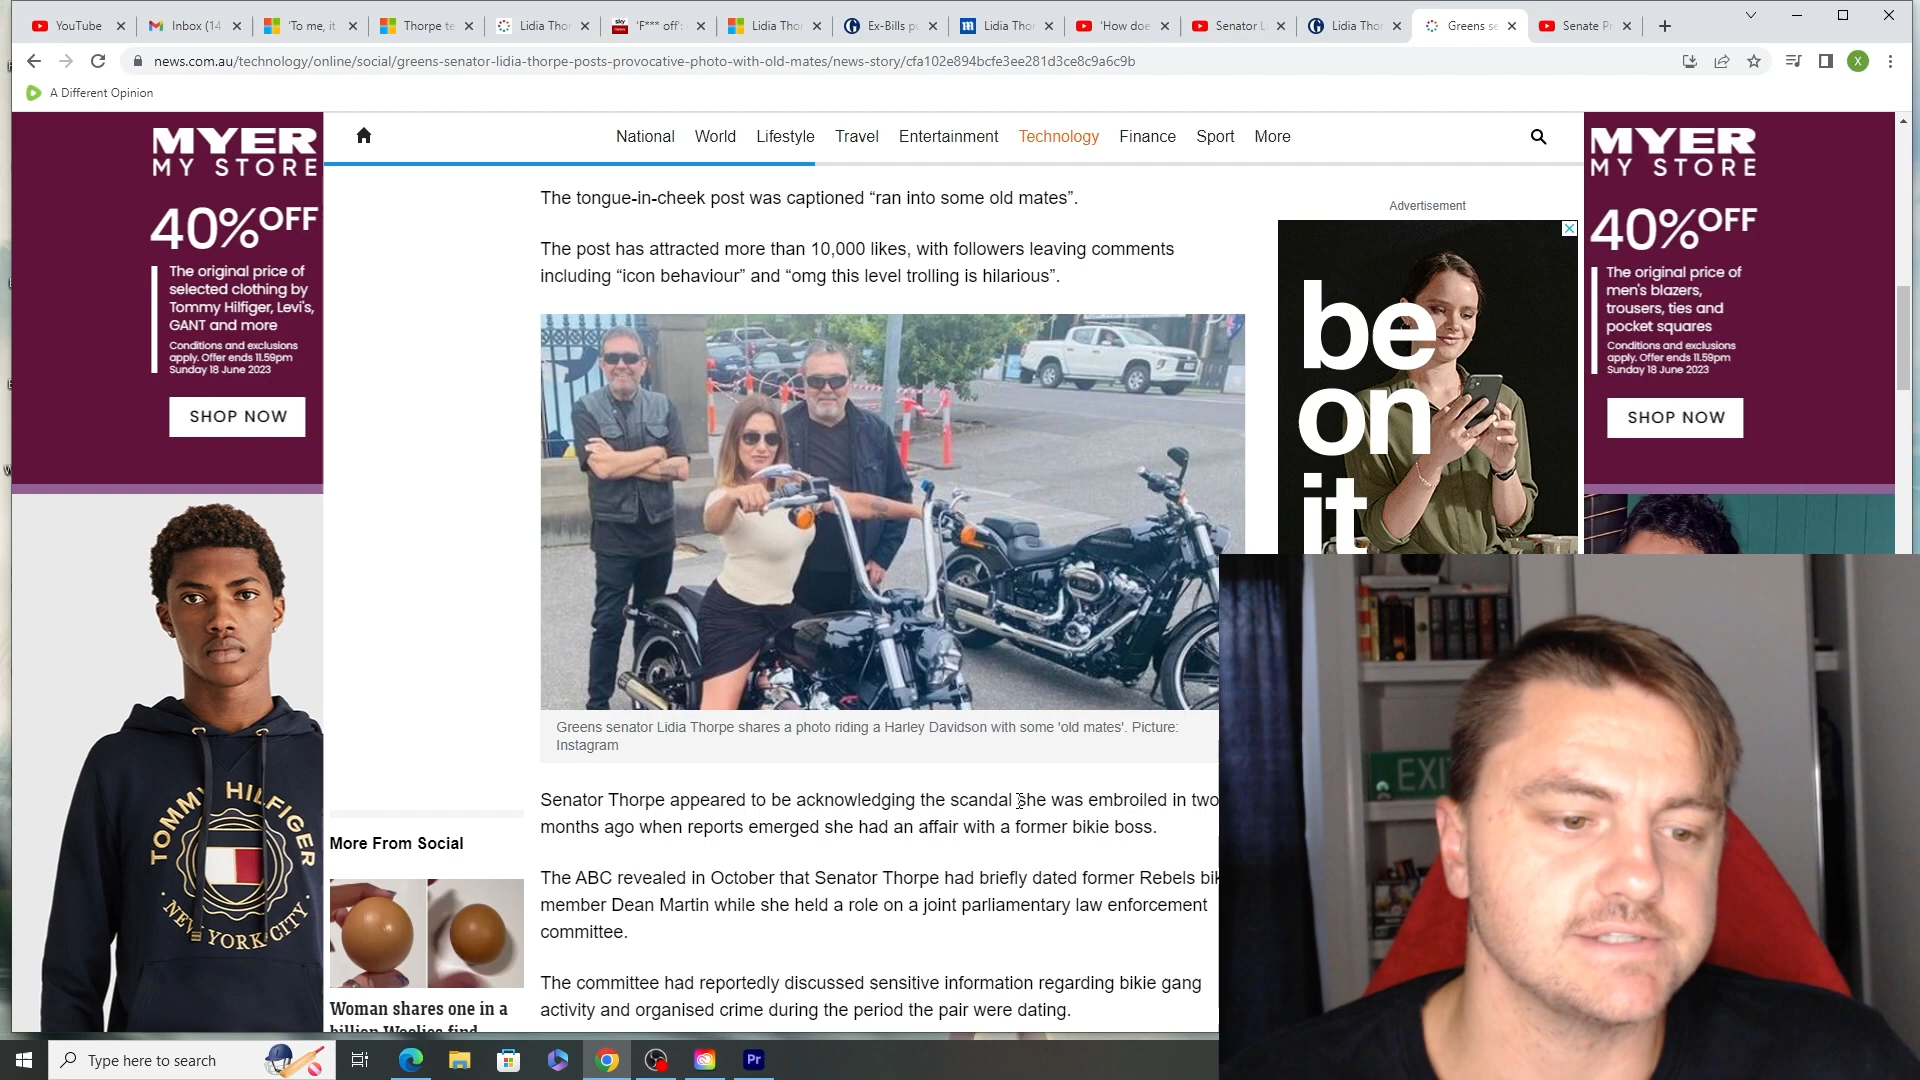 YouTube
Inbox (14
'To me, it
Thorpe te
Lidia Thor
'F*** off':
Lidia Thor
Ex-Bills pu
Lidia Thor
'How doe
Senator L
Lidia Thor
Greens se
Senate Pr
news.com.au/technology/online/social/greens-senator-lidia-thorpe-posts-provocative-photo-with-old-mates/news-story/cfa102e894bcfe3ee281d3ce8c9a6c9b
X
A Different Opinion
National World Lifestyle Travel Entertainment Technology Finance Sport More
MYER
MY STORE
40%OFF
The original price of
selected clothing by
Tommy Hilfiger, Levi's,
GANT and more
Conditions and exclusions
apply. Offer ends 11.59pm
Sunday 18 June 2023
SHOP NOW
TOMMY HILFIGER
NEW YORK CITY
The tongue-in-cheek post was captioned “ran into some old mates”.
The post has attracted more than 10,000 likes, with followers leaving comments
including “icon behaviour” and “omg this level trolling is hilarious”.
Greens senator Lidia Thorpe shares a photo riding a Harley Davidson with some 'old mates'. Picture:
Instagram
Senator Thorpe appeared to be acknowledging the scandal she was embroiled in two
months ago when reports emerged she had an affair with a former bikie boss.
The ABC revealed in October that Senator Thorpe had briefly dated former Rebels bik
member Dean Martin while she held a role on a joint parliamentary law enforcement
committee.
The committee had reportedly discussed sensitive information regarding bikie gang
activity and organised crime during the period the pair were dating.
More From Social
Woman shares one in a
billion Woolies find
Advertisement
be
on
it
MYER
MY STORE
40%OFF
The original price of
men's blazers,
trousers, ties and
pocket squares
Conditions and exclusions
apply. Offer ends 11.59pm
Sunday 18 June 2023
SHOP NOW
EXI
Type here to search
Pr